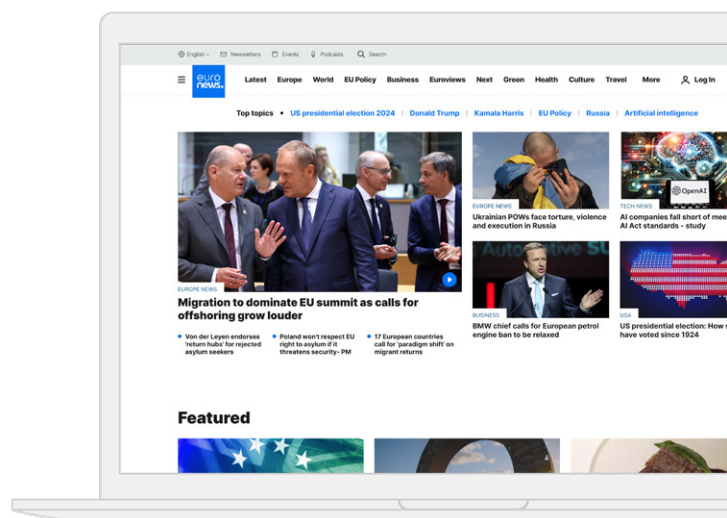 English
Newsletters
Events
Podcasts
Search
euro
news.
Latest
Europe
World
EU Policy
Business
Euroviews
Next
Green
Health
Culture
Travel
More
Log In
Top topics • US presidential election 2024 | Donald Trump | Kamala Harris | EU Policy | Russia | Artificial intelligence
EUROPE NEWS
Migration to dominate EU summit as calls for
offshoring grow louder
Von der Leyen endorses
'return hubs' for rejected
asylum seekers
Poland won't respect EU
right to asylum if it
threatens security- PM
17 European countries
call for 'paradigm shift' on
migrant returns
EUROPE NEWS
Ukrainian POWs face torture, violence
and execution in Russia
Automotive SU
BUSINESS
BMW chief calls for European petrol
engine ban to be relaxed
OpenAI
TECH NEWS
AI companies fall short of mee
AI Act standards - study
USA
US presidential election: How s
have voted since 1924
Featured